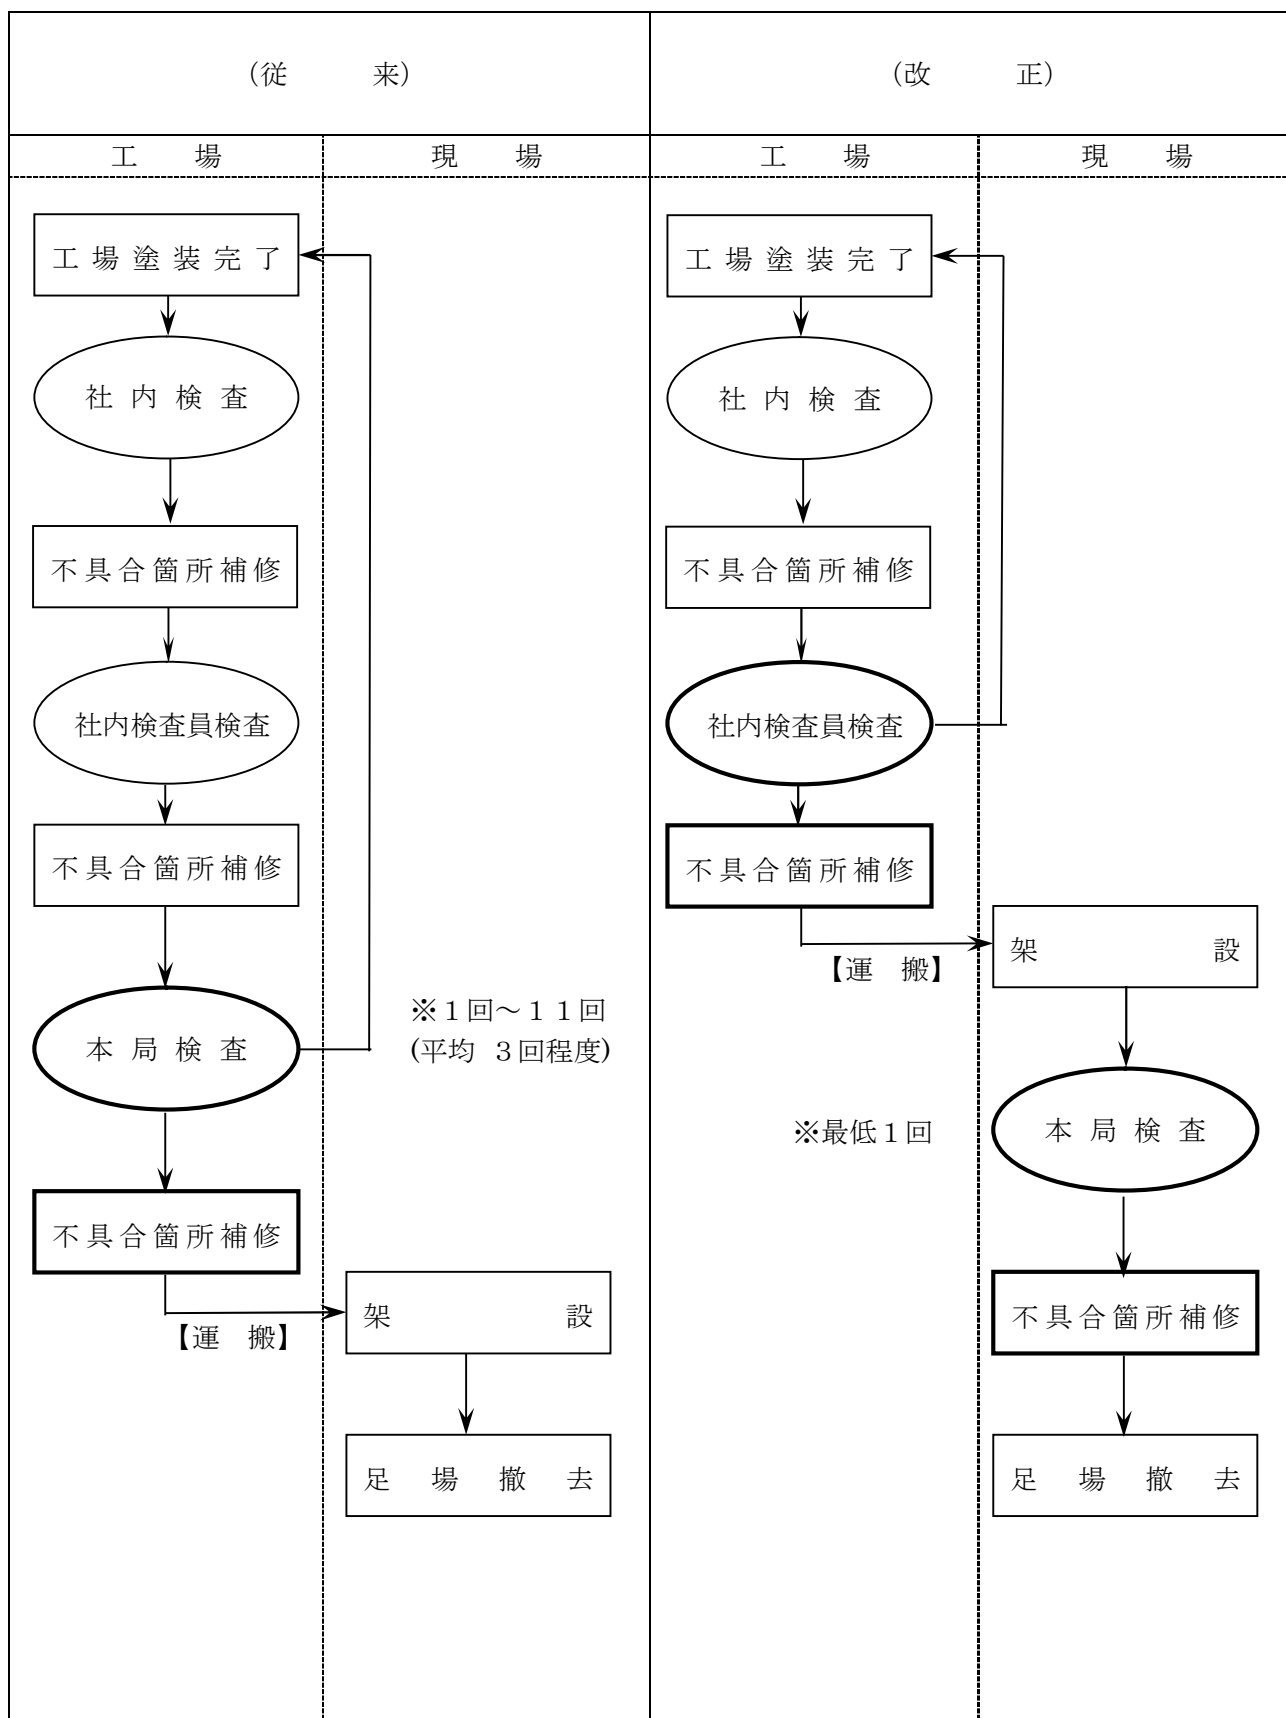 (従　来)
(改　正)
工　場
現　場
工　場
現　場
工場塗装完了
社内検査
不具合箇所補修
社内検査員検査
不具合箇所補修
本局検査
※１回～１１回
(平均 ３回程度)
不具合箇所補修
【運　搬】
架　設
足場撤去
工場塗装完了
社内検査
不具合箇所補修
社内検査員検査
不具合箇所補修
【運　搬】
架　設
※最低１回
本局検査
不具合箇所補修
足場撤去